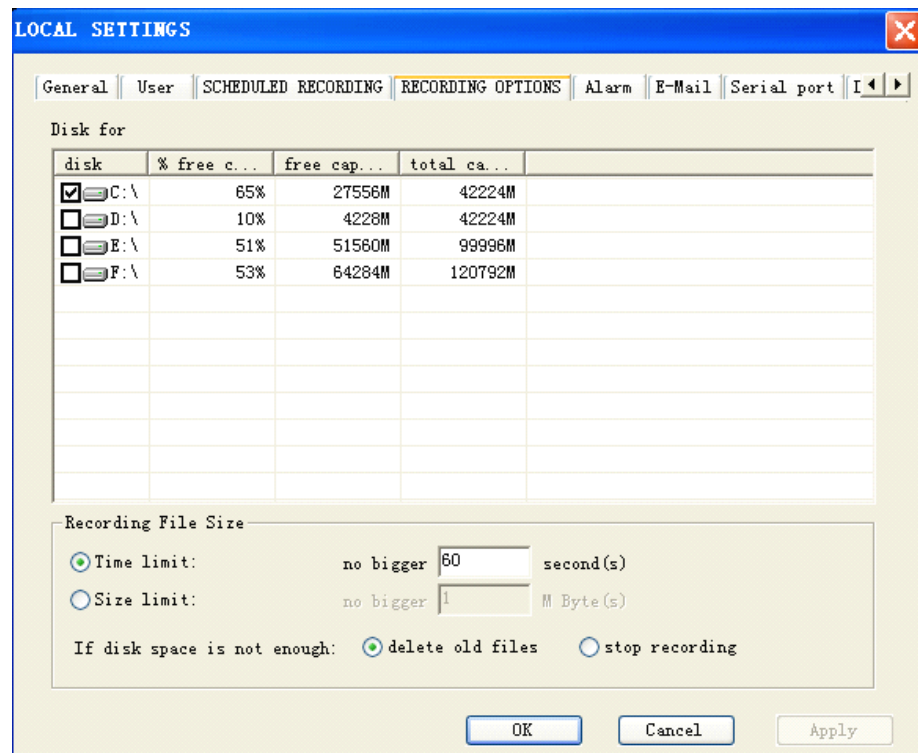 LOCAL SETTINGS
General User SCHEDULED RECORDING RECORDING OPTIONS Alarm E-Mail Serial port
Disk for
disk % free c... free cap... total ca...
C:\ 65% 27556M 42224M
D:\ 10% 4228M 42224M
E:\ 51% 51560M 99996M
F:\ 53% 64284M 120792M
Recording File Size
Time limit: no bigger 60 second(s)
Size limit: no bigger 1 M Byte(s)
If disk space is not enough: delete old files stop recording
OK Cancel Apply